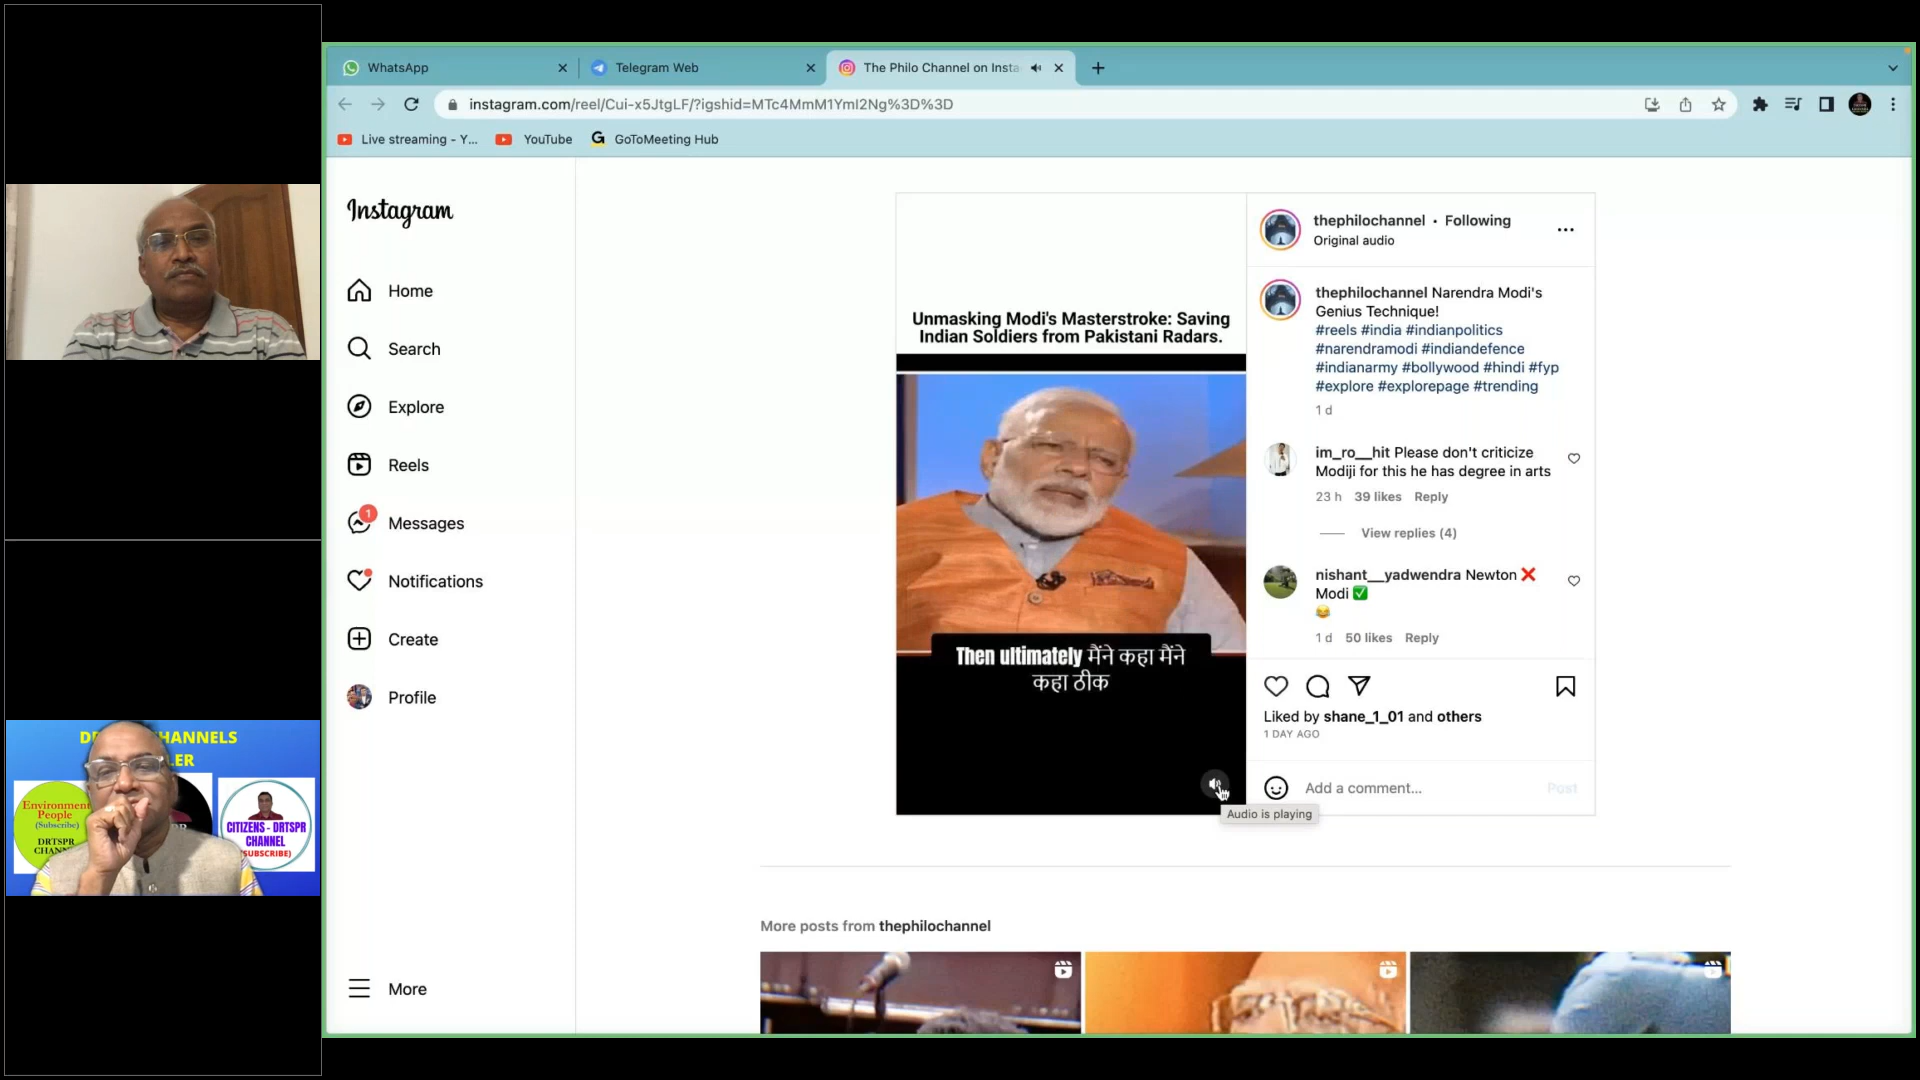 WhatsApp
Telegram Web
The Philo Channel on Insta
instagram.com/reel/Cui-x5JtgLF/?igshid=MTc4MmM1YmI2Ng%3D%3D
Live streaming - Y...
YouTube
GoToMeeting Hub
Instagram
Home
Search
Explore
Reels
1
Messages
Notifications
Create
Profile
More
Unmasking Modi's Masterstroke: Saving
Indian Soldiers from Pakistani Radars.
Then ultimately मैंने कहा मैंने
कहा ठीक
Audio is playing
thephilochannel • Following
Original audio
thephilochannel Narendra Modi's
Genius Technique!
#reels #india #indianpolitics
#narendramodi #indiandefence
#indianarmy #bollywood #hindi #fyp
#explore #explorepage #trending
1 d
im_ro__hit Please don't criticize
Modiji for this he has degree in arts
23 h 39 likes Reply
View replies (4)
nishant__yadwendra Newton ❌
Modi ✅
😂
1 d 50 likes Reply
Liked by shane_1_01 and others
1 DAY AGO
Add a comment...
Post
More posts from thephilochannel
HANNELS
Environment
People
(Subscribe)
DRTSPR
CITIZENS - DRTSPR
CHANNEL
SUBSCRIBE)